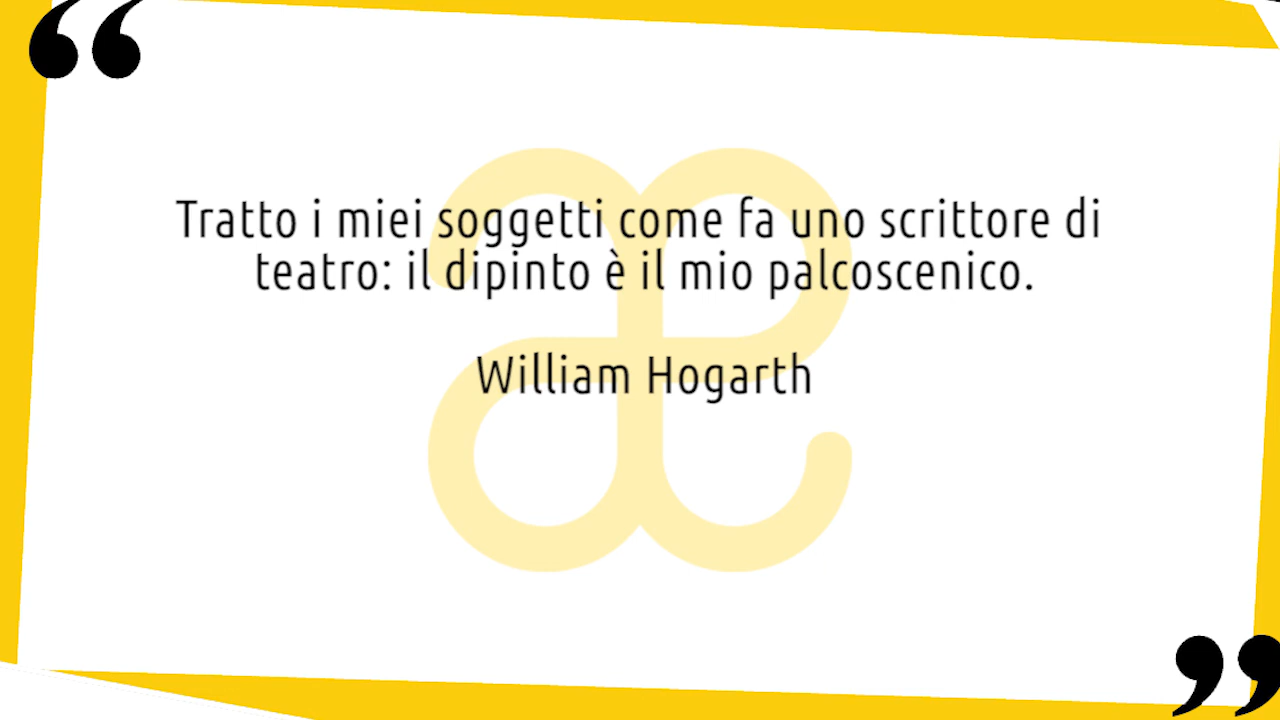 “
Tratto i miei soggetti come fa uno scrittore di
teatro: il dipinto è il mio palcoscenico.
William Hogarth
”